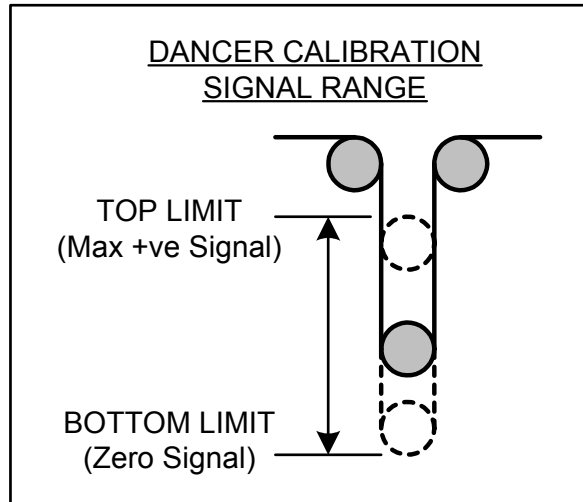 DANCER CALIBRATION
SIGNAL RANGE
TOP LIMIT
(Max +ve Signal)
BOTTOM LIMIT
(Zero Signal)